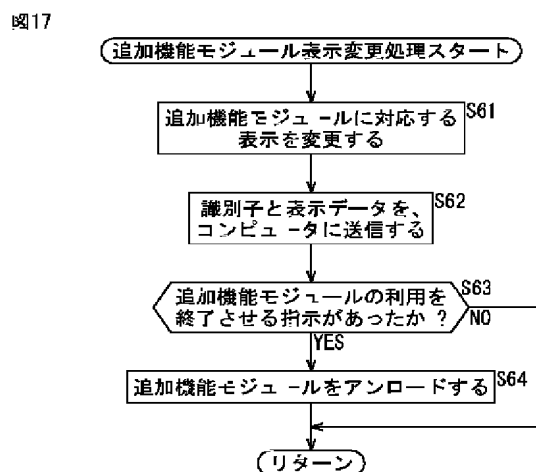 図17
追加機能モジュール表示変更処理スタート
追加機能モジュールに対応する
表示を変更する
S61
識別子と表示データを、
コンピュータに送信する
S62
追加機能モジュールの利用を
終了させる指示があったか ?
S63
NO
YES
追加機能モジュールをアンロードする
S64
リターン